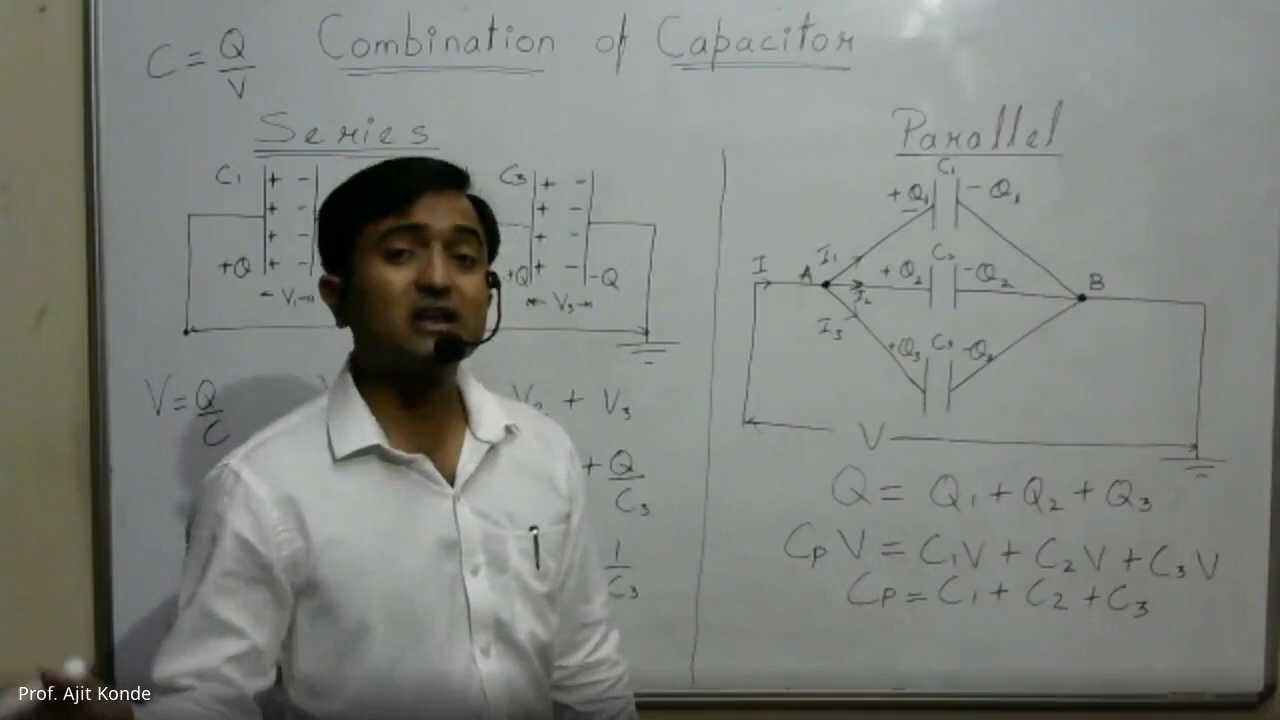 C = Q/V
Combination of Capacitor
Series
C₁ + - C₃ + -
+ - + -
+ - + -
+Q + - +Q + - -Q
V₁ V₃
V = Q/C V₂ + V₃
+ Q/C₃
1/C₃
Parallel
C₁
+Q₁ -Q₁
I A I₁ C₂ B
+Q₂ -Q₂
I₂
I₃ +Q₃ C₃
V
Q = Q₁ + Q₂ + Q₃
CₚV = C₁V + C₂V + C₃V
Cₚ = C₁ + C₂ + C₃
Prof. Ajit Konde